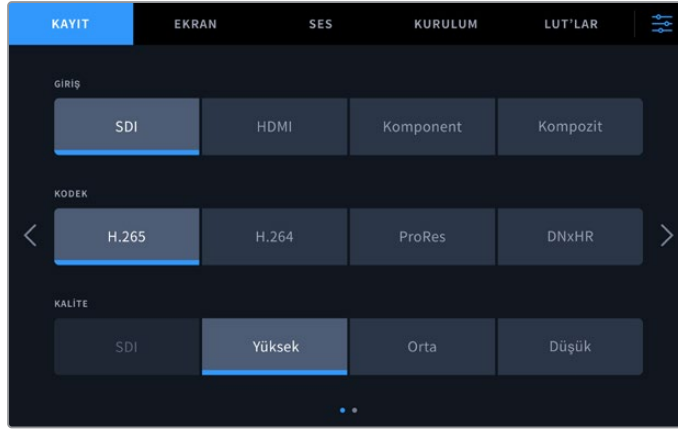 KAYIT EKRAN SES KURULUM LUT'LAR
GİRİŞ
SDI HDMI Komponent Kompozit
KODEK
H.265 H.264 ProRes DNxHR
KALİTE
SDI Yüksek Orta Düşük